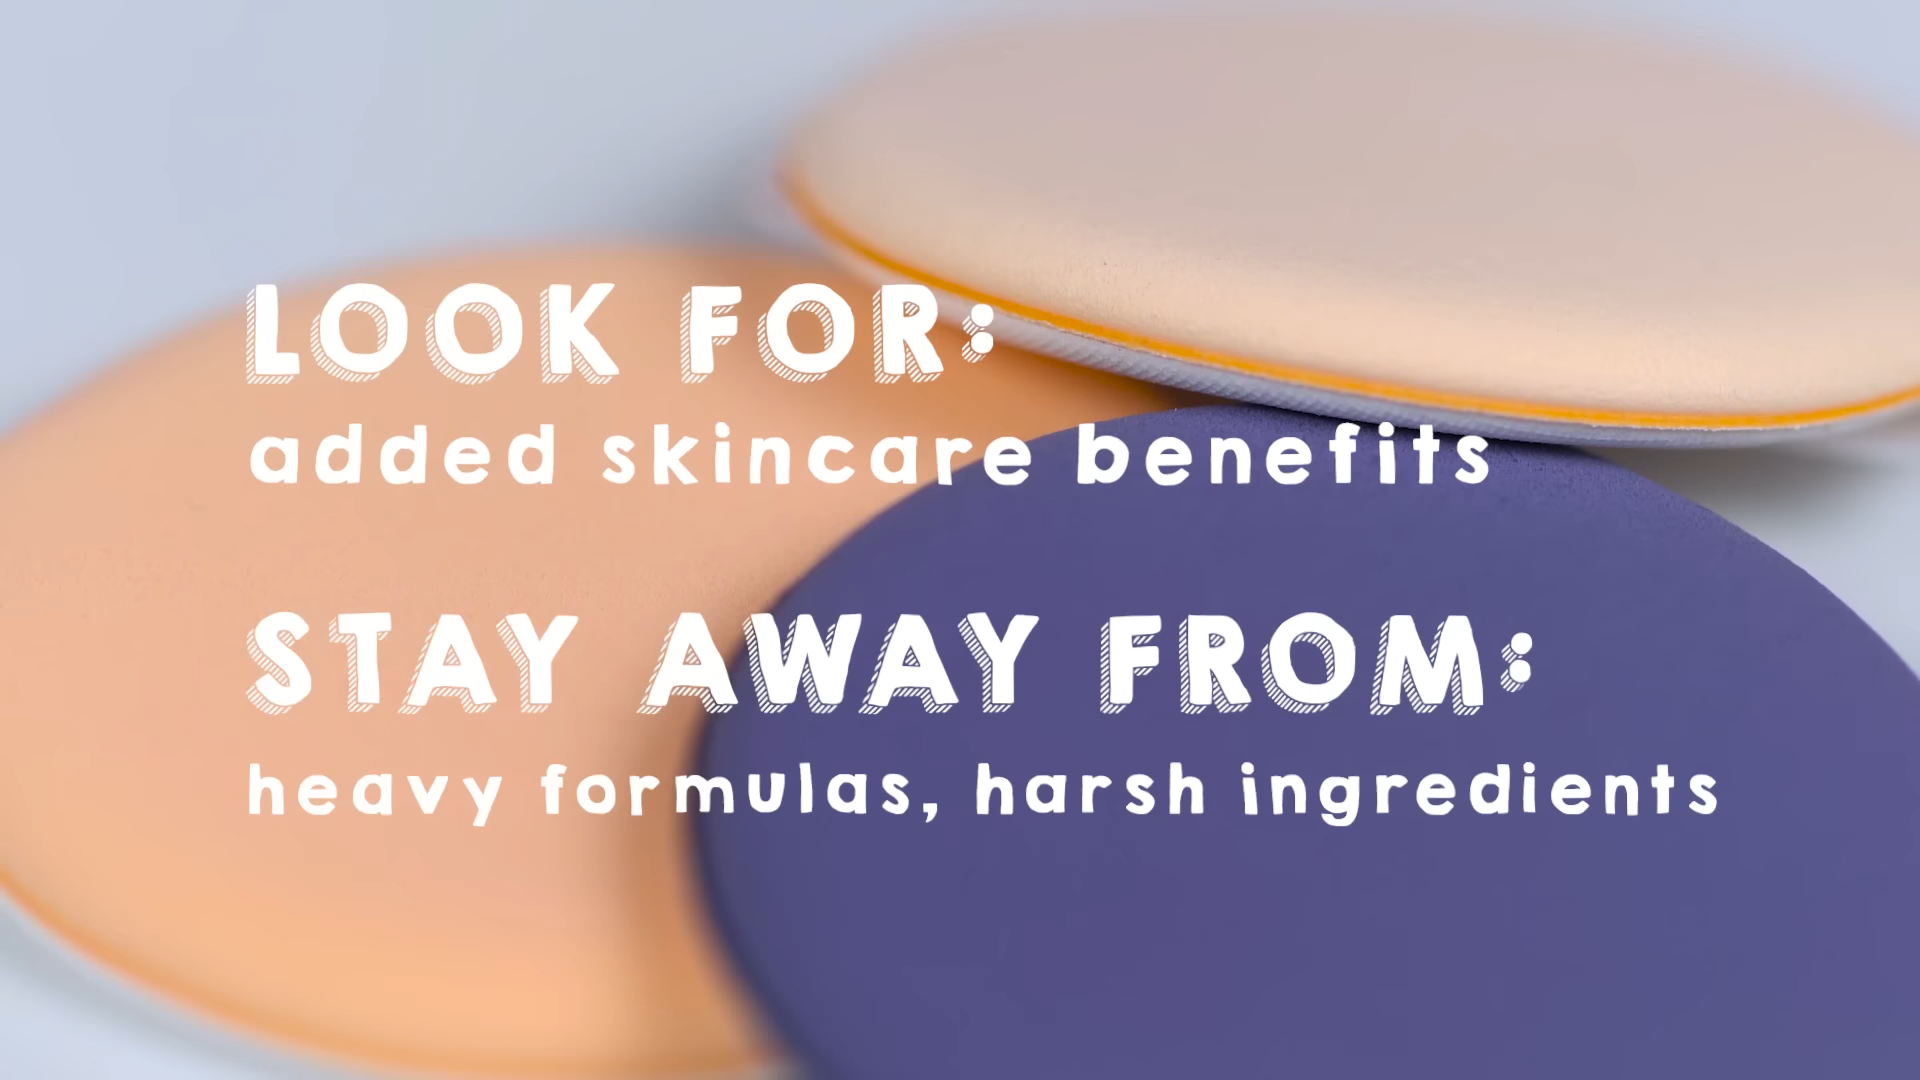 LOOK FOR:
added skincare benefits
STAY AWAY FROM:
heavy formulas, harsh ingredients